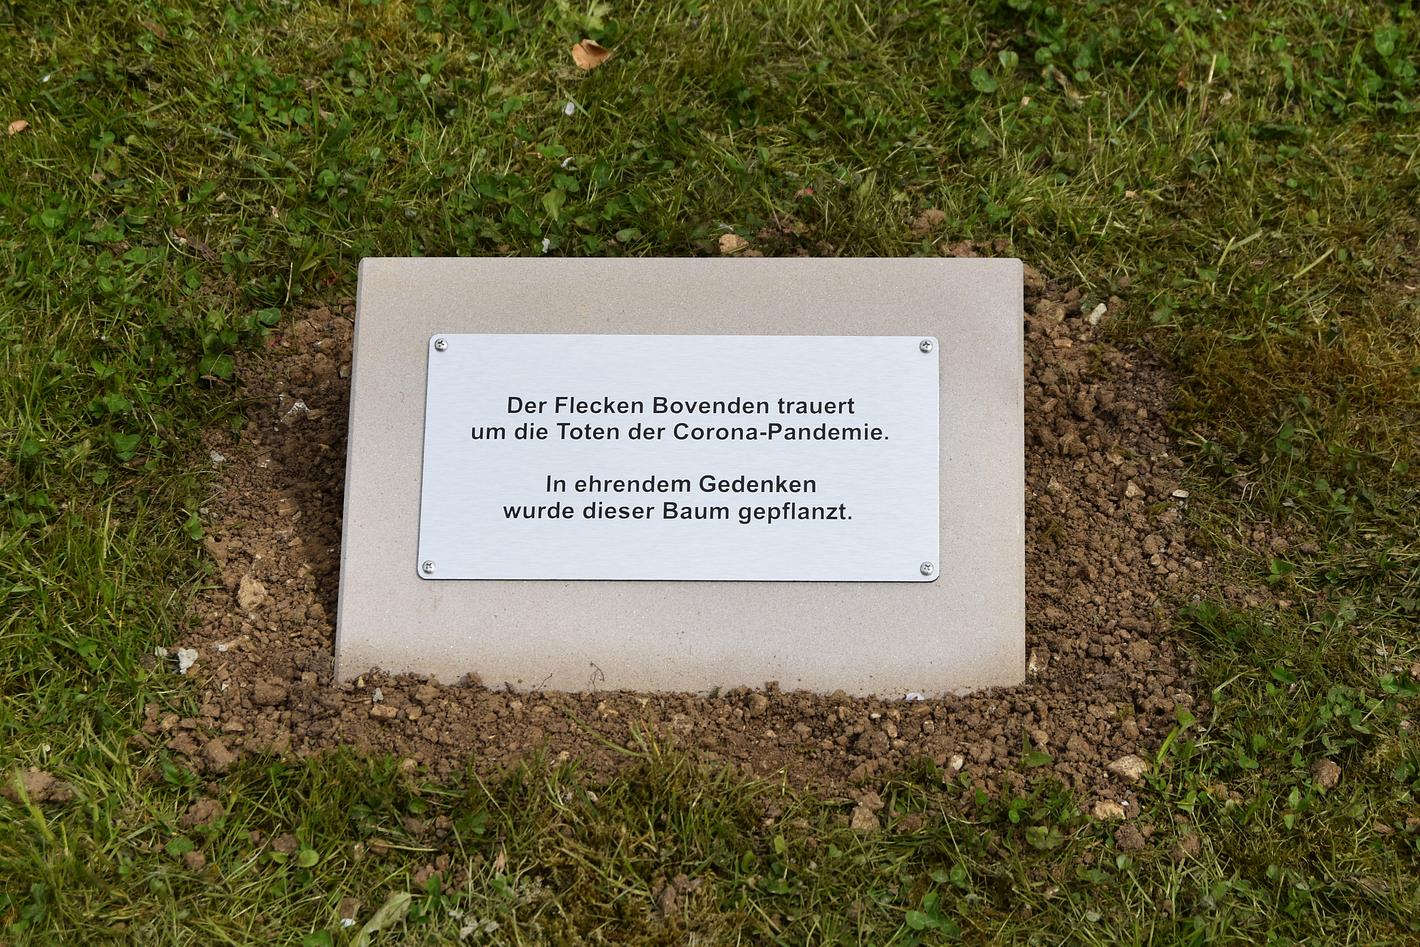 Der Flecken Bovenden trauert
um die Toten der Corona-Pandemie.
In ehrendem Gedenken
wurde dieser Baum gepflanzt.